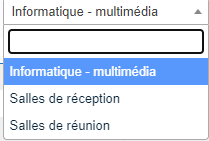 Informatique - multimédia
Informatique - multimédia
Salles de réception
Salles de réunion